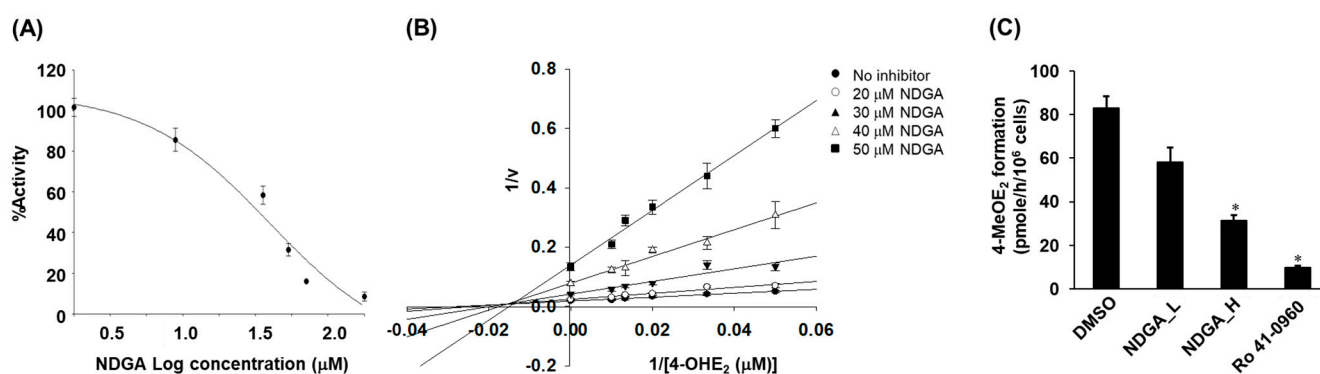 (A)
120
100
80
60
40
20
0
%Activity
0.5
1.0
1.5
2.0
NDGA Log concentration (μM)
(B)
0.8
0.6
0.4
0.2
0.0
-0.2
1/v
-0.04
-0.02
0.00
0.02
0.04
0.06
1/[4-OHE₂ (μM)]
No inhibitor
20 μM NDGA
30 μM NDGA
40 μM NDGA
50 μM NDGA
(C)
4-MeOE₂ formation
(pmole/h/10⁶ cells)
100
80
60
40
20
0
*
*
DMSO
NDGA_L
NDGA_H
Ro 41-0960